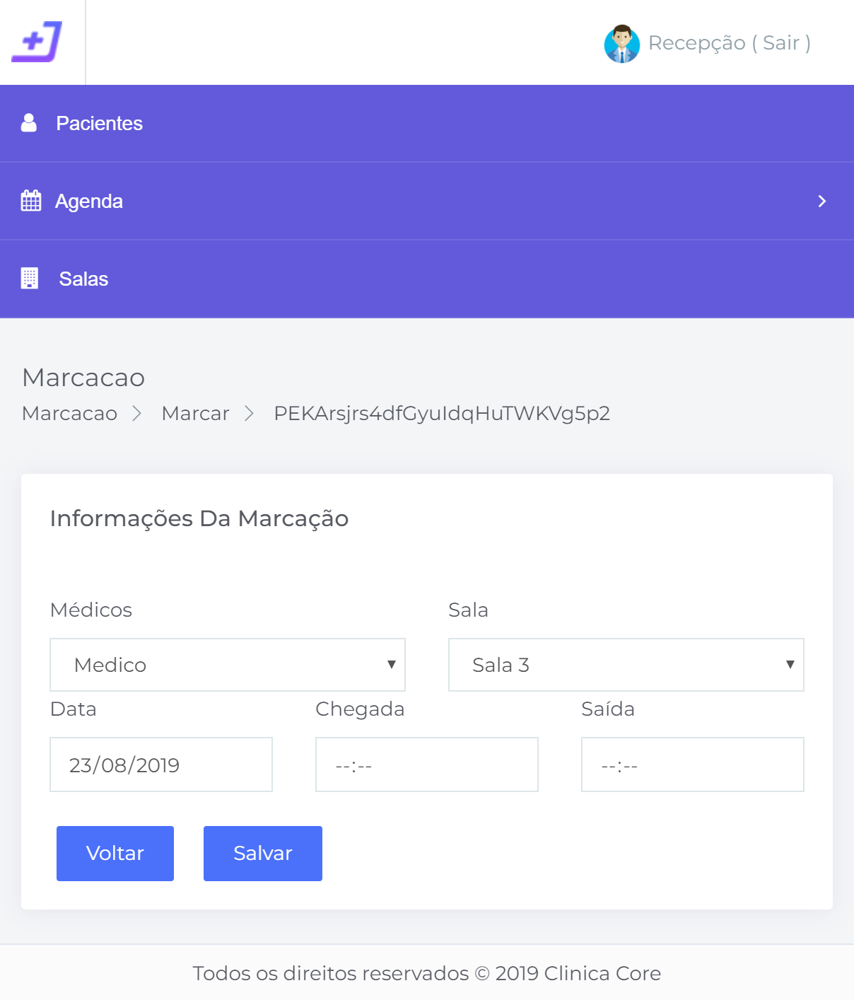 Recepção ( Sair )
Pacientes
Agenda
Salas
Marcacao
Marcacao Marcar PEKArsjrs4dfGyuIdqHuTWKVg5p2
Informações Da Marcação
Médicos Sala
Medico Sala 3
Data Chegada Saída
23/08/2019 --:-- --:--
Voltar Salvar
Todos os direitos reservados © 2019 Clinica Core